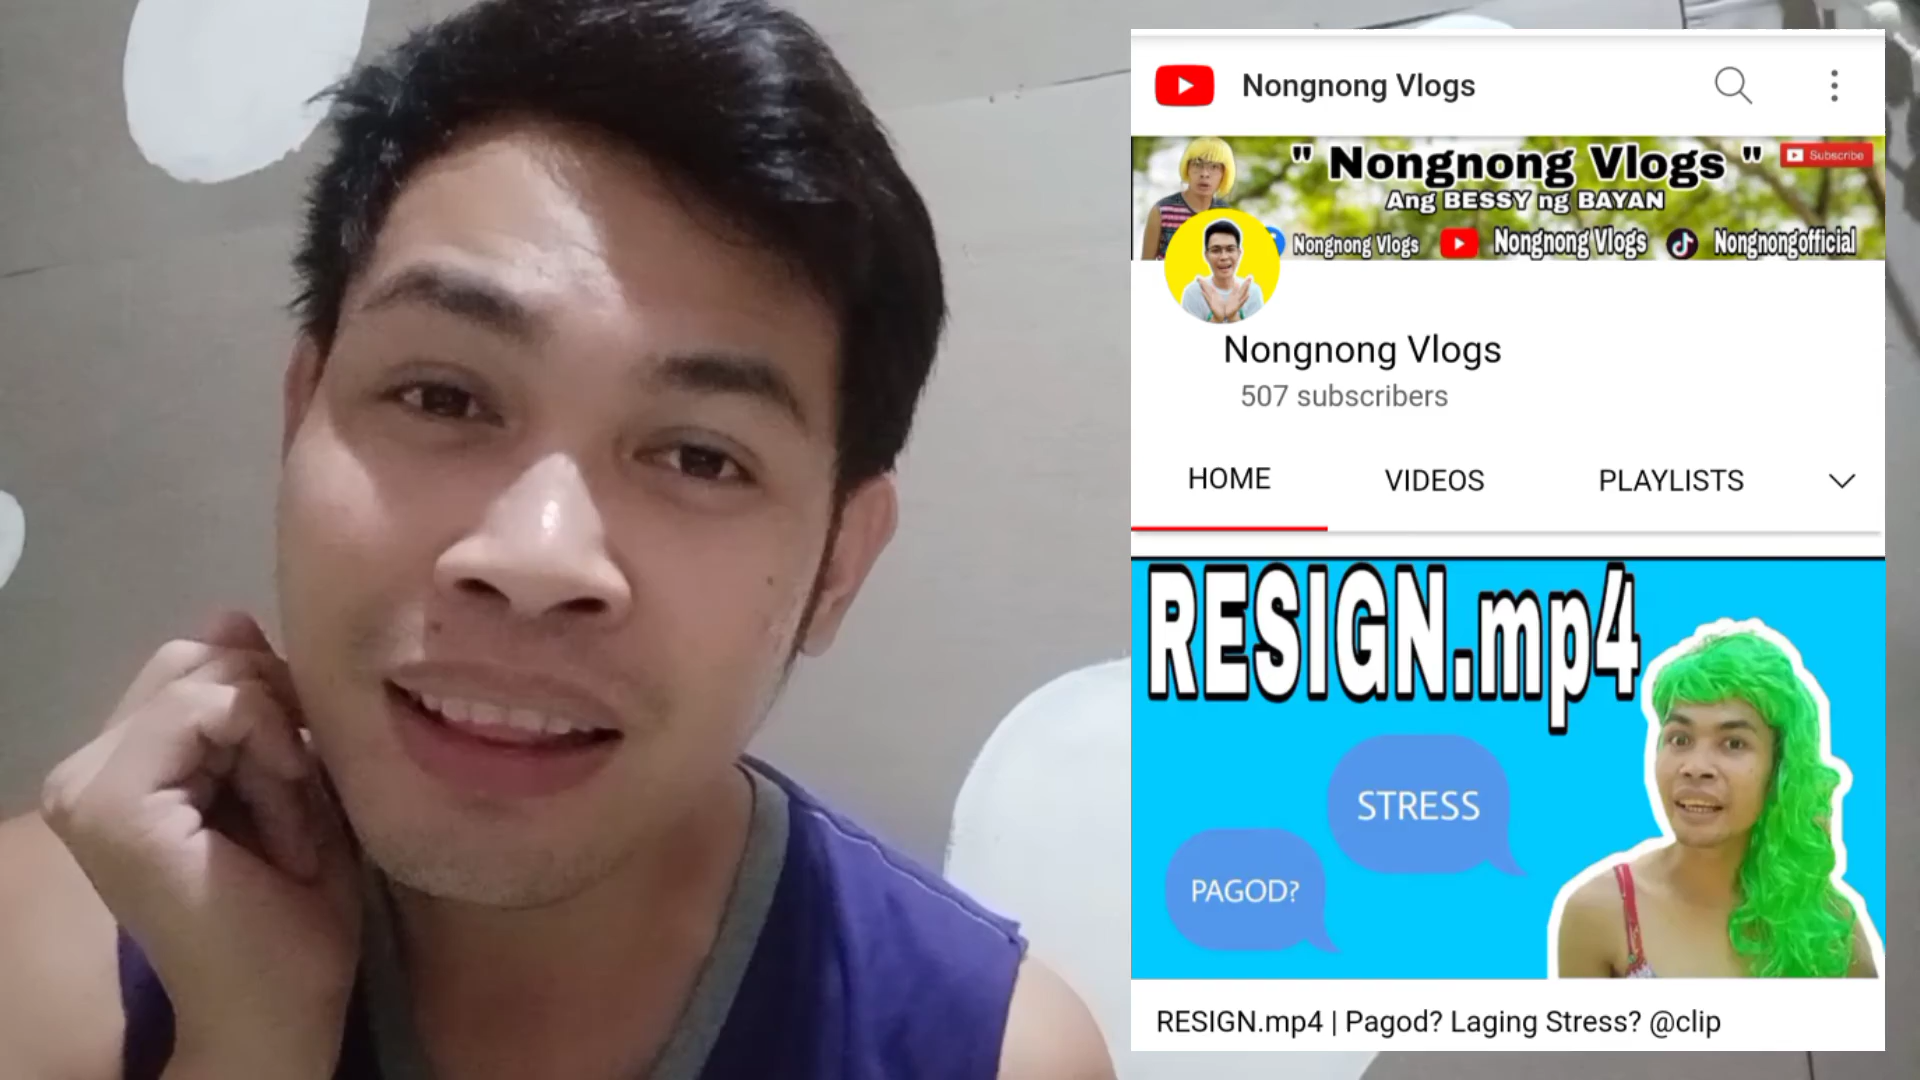 Nongnong Vlogs
" Nongnong Vlogs "
Subscribe
Ang BESSY ng BAYAN
Nongnong Vlogs
Nongnong Vlogs
Nongnongofficial
Nongnong Vlogs
507 subscribers
HOME
VIDEOS
PLAYLISTS
RESIGN.mp4
STRESS
PAGOD?
RESIGN.mp4 | Pagod? Laging Stress? @clip